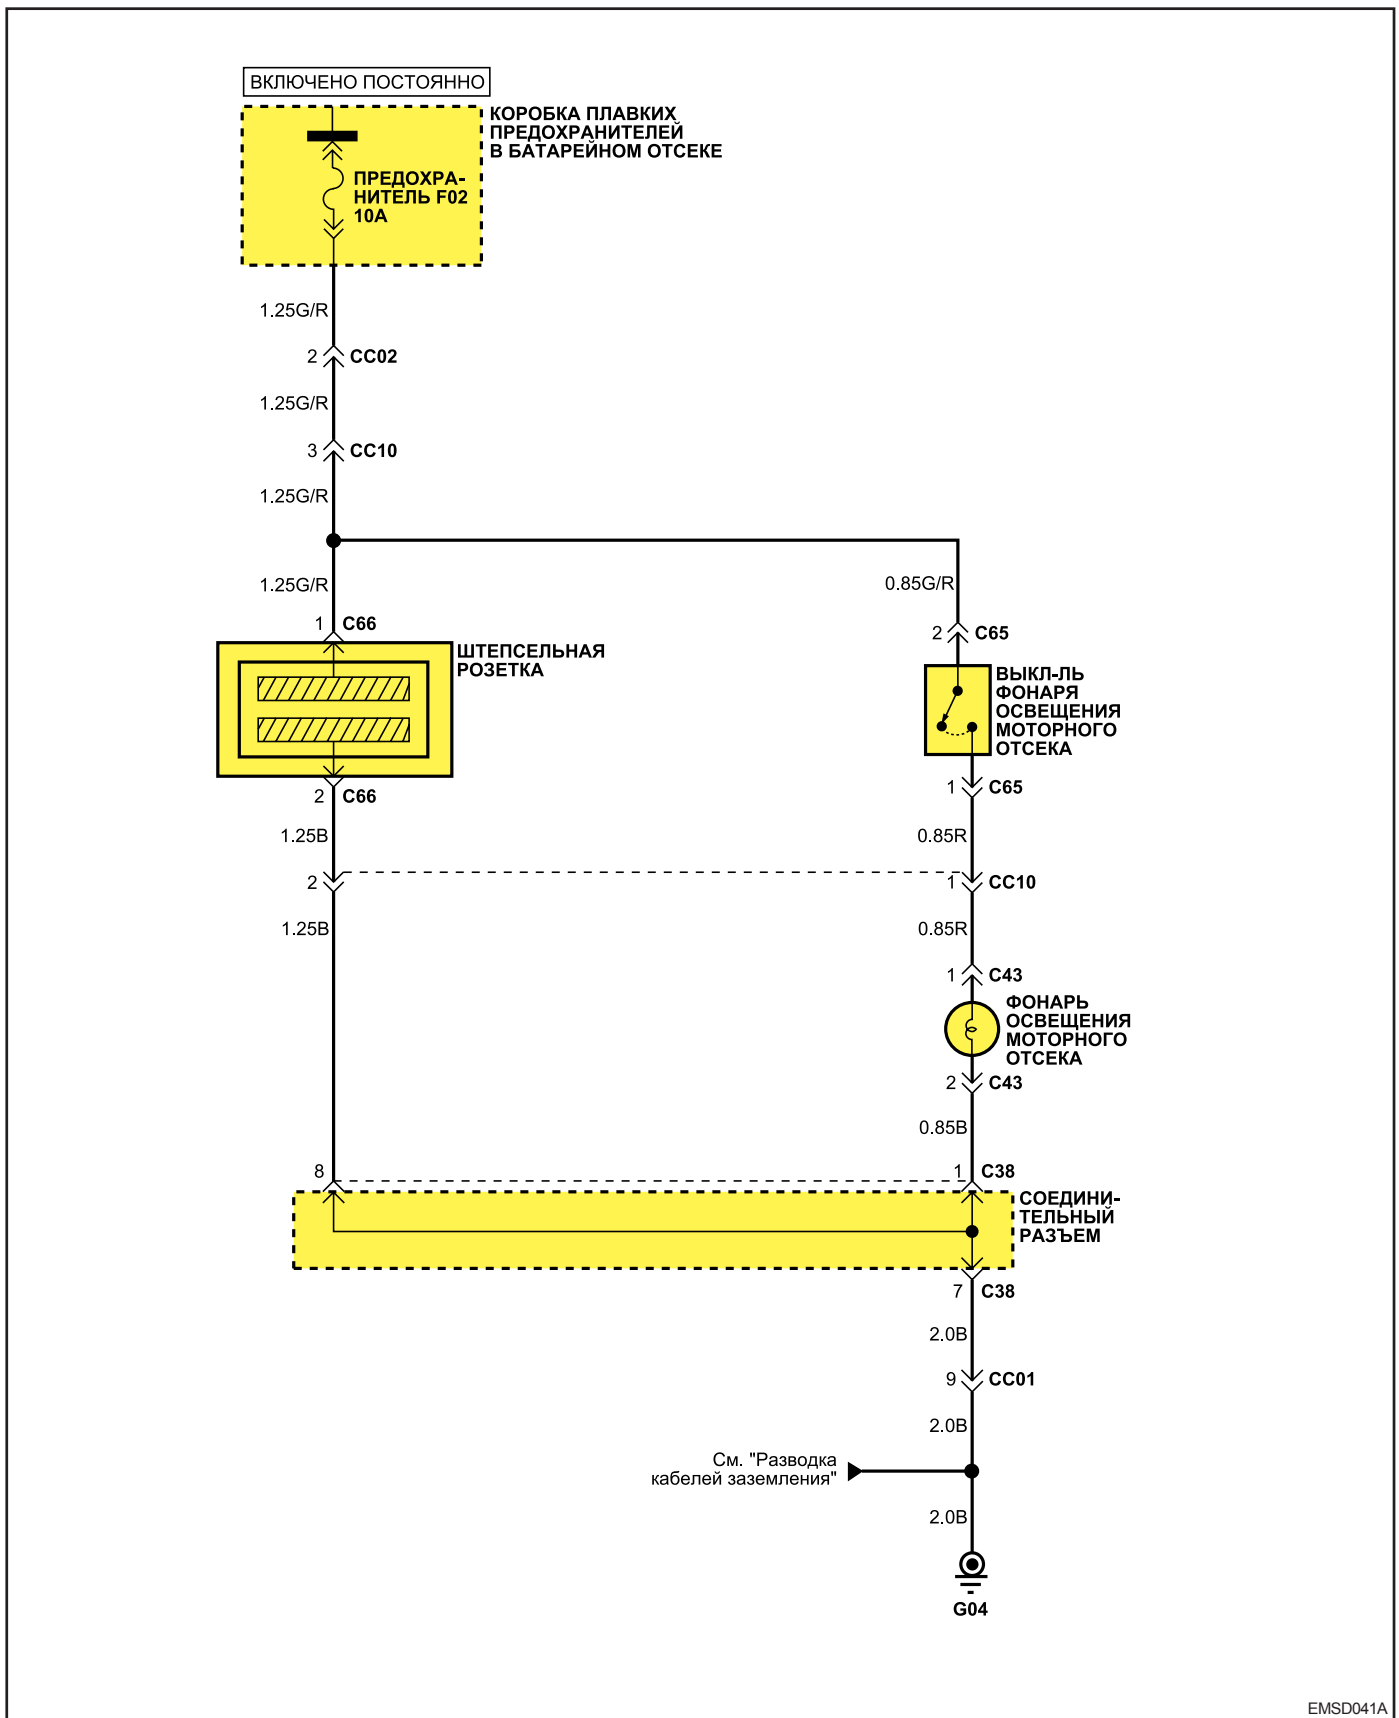 ВКЛЮЧЕНО ПОСТОЯННО
КОРОБКА ПЛАВКИХ
ПРЕДОХРАНИТЕЛЕЙ
В БАТАРЕЙНОМ ОТСЕКЕ
ПРЕДОХРА-
НИТЕЛЬ F02
10A
1.25G/R
2 CC02
1.25G/R
3 CC10
1.25G/R
1.25G/R
0.85G/R
1 C66
2 C65
ШТЕПСЕЛЬНАЯ
РОЗЕТКА
ВЫКЛ-ЛЬ
ФОНАРЯ
ОСВЕЩЕНИЯ
МОТОРНОГО
ОТСЕКА
2 C66
1 C65
1.25B
0.85R
2
1 CC10
1.25B
0.85R
1 C43
ФОНАРЬ
ОСВЕЩЕНИЯ
МОТОРНОГО
ОТСЕКА
2 C43
0.85B
8
1 C38
СОЕДИНИ-
ТЕЛЬНЫЙ
РАЗЪЕМ
7 C38
2.0B
9 CC01
2.0B
См. "Разводка
кабелей заземления"
2.0B
G04
EMSD041A